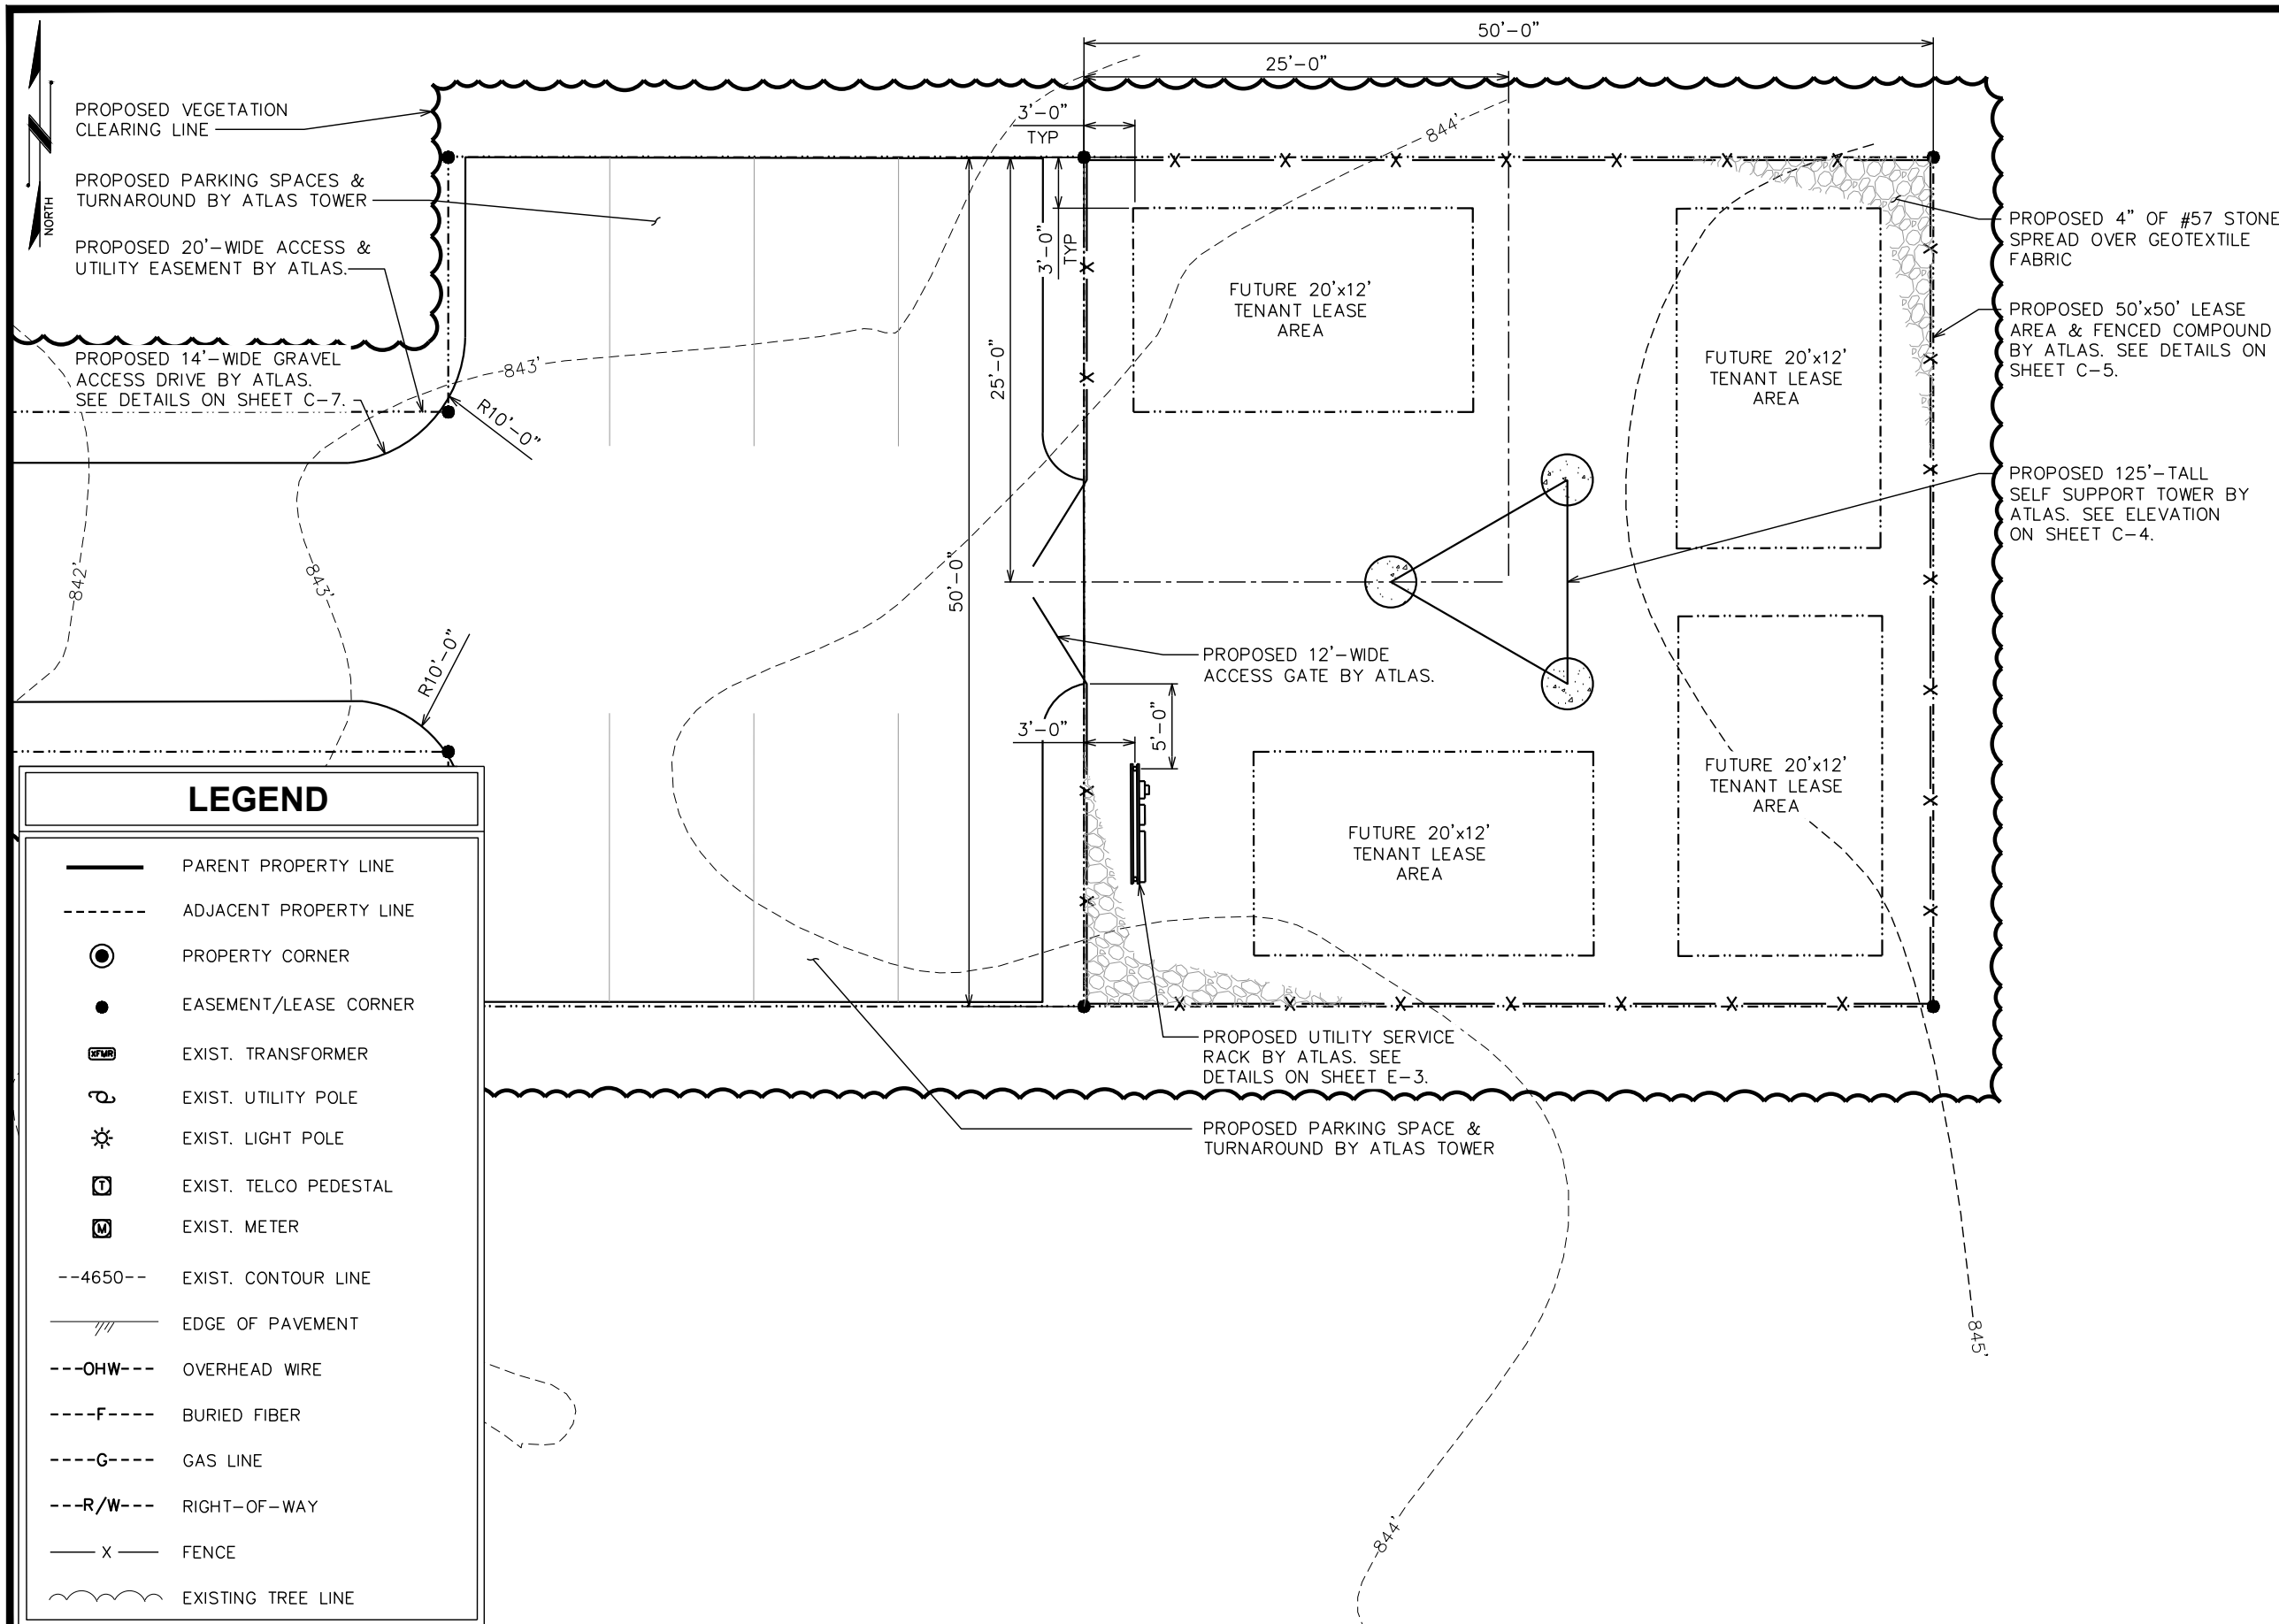 50'-0"
25'-0"
3'-0"
TYP
844'
PROPOSED VEGETATION
CLEARING LINE
PROPOSED PARKING SPACES &
TURNAROUND BY ATLAS TOWER
NORTH
PROPOSED 20'-WIDE ACCESS &
UTILITY EASEMENT BY ATLAS.
3'-0"
TYP
PROPOSED 4" OF #57 STONE
SPREAD OVER GEOTEXTILE
FABRIC
FUTURE 20'x12'
TENANT LEASE
AREA
PROPOSED 50'x50' LEASE
AREA & FENCED COMPOUND
BY ATLAS. SEE DETAILS ON
SHEET C-5.
PROPOSED 14'-WIDE GRAVEL
ACCESS DRIVE BY ATLAS.
SEE DETAILS ON SHEET C-7.
843'
25'-0"
FUTURE 20'x12'
TENANT LEASE
AREA
R10'-0"
PROPOSED 125'-TALL
SELF SUPPORT TOWER BY
ATLAS. SEE ELEVATION
ON SHEET C-4.
842'
843'
50'-0"
R10'-0"
PROPOSED 12'-WIDE
ACCESS GATE BY ATLAS.
3'-0"
5'-0"
FUTURE 20'x12'
TENANT LEASE
AREA
FUTURE 20'x12'
TENANT LEASE
AREA
PROPOSED UTILITY SERVICE
RACK BY ATLAS. SEE
DETAILS ON SHEET E-3.
PROPOSED PARKING SPACE &
TURNAROUND BY ATLAS TOWER
845'
844'
LEGEND
PARENT PROPERTY LINE
ADJACENT PROPERTY LINE
PROPERTY CORNER
EASEMENT/LEASE CORNER
XFMR EXIST. TRANSFORMER
EXIST. UTILITY POLE
EXIST. LIGHT POLE
T EXIST. TELCO PEDESTAL
M EXIST. METER
--4650-- EXIST. CONTOUR LINE
EDGE OF PAVEMENT
---OHW--- OVERHEAD WIRE
----F---- BURIED FIBER
----G---- GAS LINE
---R/W--- RIGHT-OF-WAY
X FENCE
EXISTING TREE LINE